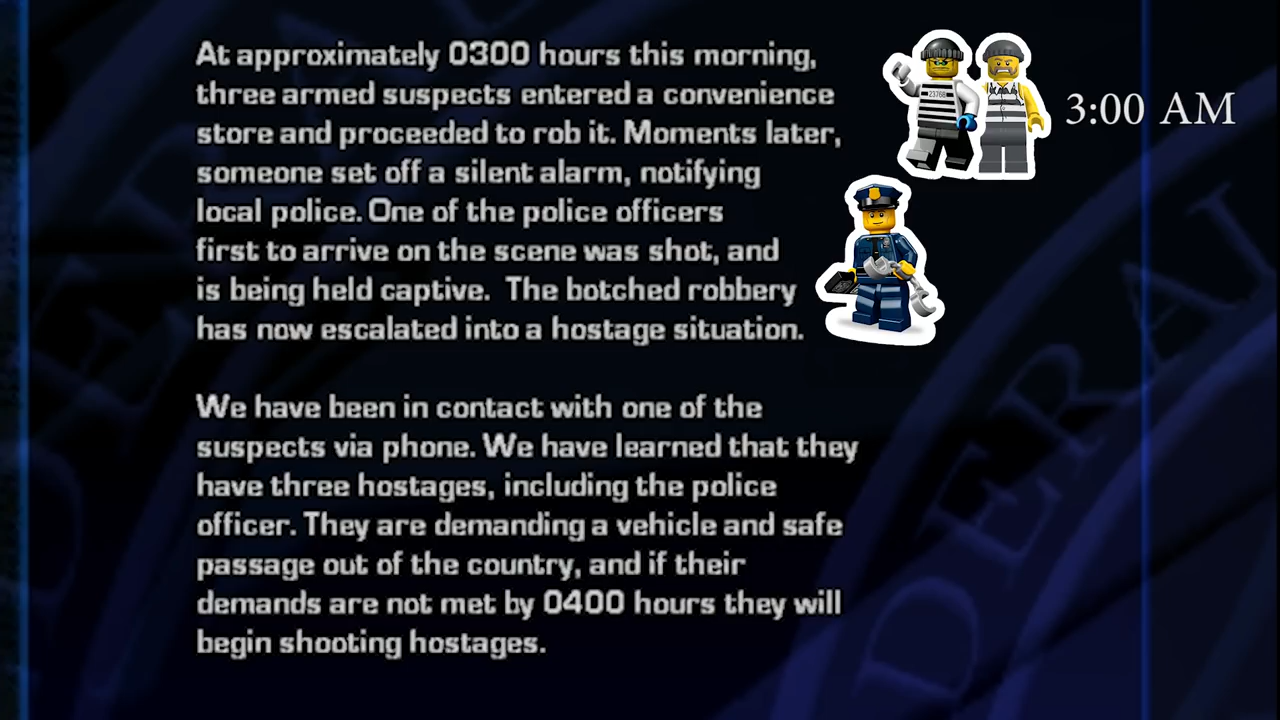 At approximately 0300 hours this morning,
three armed suspects entered a convenience
store and proceeded to rob it. Moments later,
someone set off a silent alarm, notifying
local police. One of the police officers
first to arrive on the scene was shot, and
is being held captive. The botched robbery
has now escalated into a hostage situation.
We have been in contact with one of the
suspects via phone. We have learned that they
have three hostages, including the police
officer. They are demanding a vehicle and safe
passage out of the country, and if their
demands are not met by 0400 hours they will
begin shooting hostages.
3:00 AM
DERAL